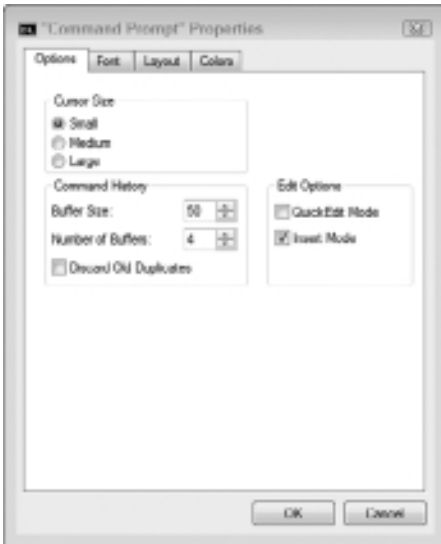 "Command Prompt" Properties
Options Font Layout Colors
Cursor Size
Small
Medium
Large
Command History
Buffer Size: 50
Number of Buffers: 4
Discard Old Duplicates
Edit Options
QuickEdit Mode
Insert Mode
OK Cancel